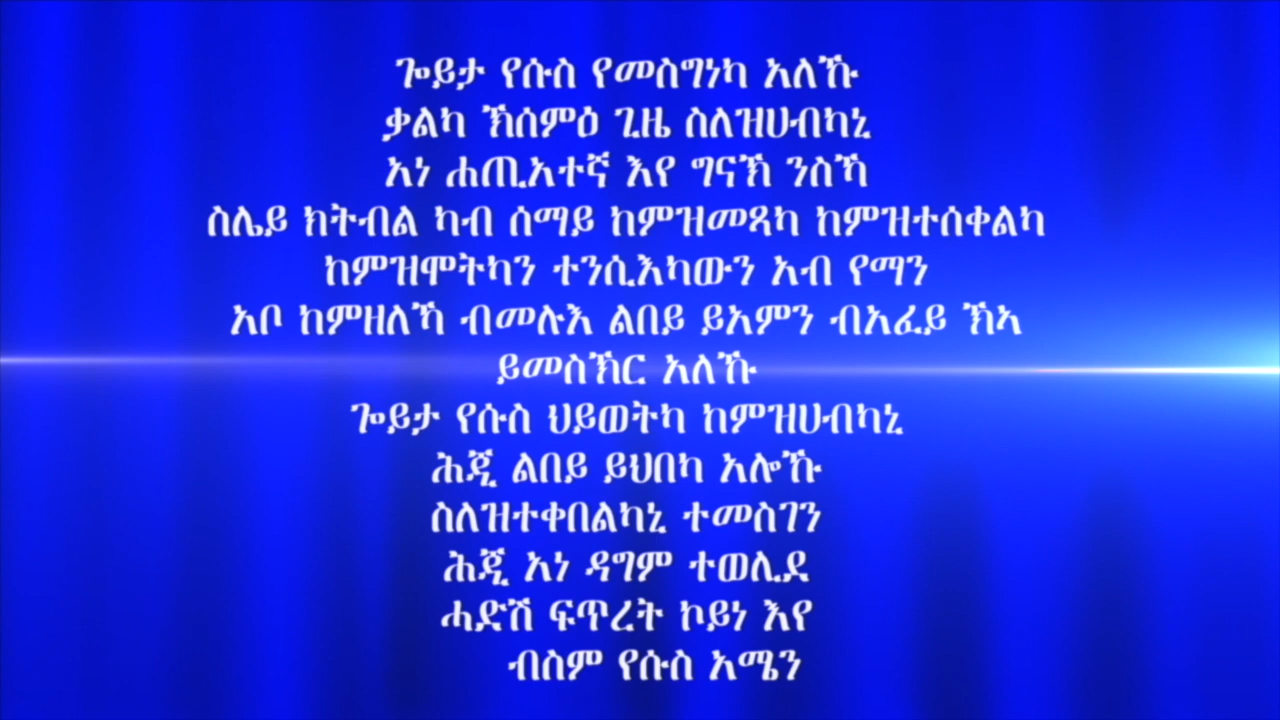 ጐይታ የሱስ የመስግነካ አለኹ
ቃልካ ኽሰምዕ ጊዜ ስለዝሀብካኒ
አነ ሐጢአተኛ እየ ግናኽ ንስኻ
ስሌይ ክትብል ካብ ሰማይ ከምዝመጻካ ከምዝተሰቀልካ
ከምዝሞትካን ተንሲእካውን አብ የማን
አቦ ከምዘለኻ ብመሉእ ልበይ ይአምን ብአፈይ ኽኣ
ይመስኽር አለኹ
ጐይታ የሱስ ህይወትካ ከምዝሀብካኒ
ሕጂ ልበይ ይህበካ አሎኹ
ስለዝተቀበልካኒ ተመስገን
ሕጂ አነ ዳግም ተወሊደ
ሓድሽ ፍጥረት ኮይነ እየ
ብስም የሱስ አሜን